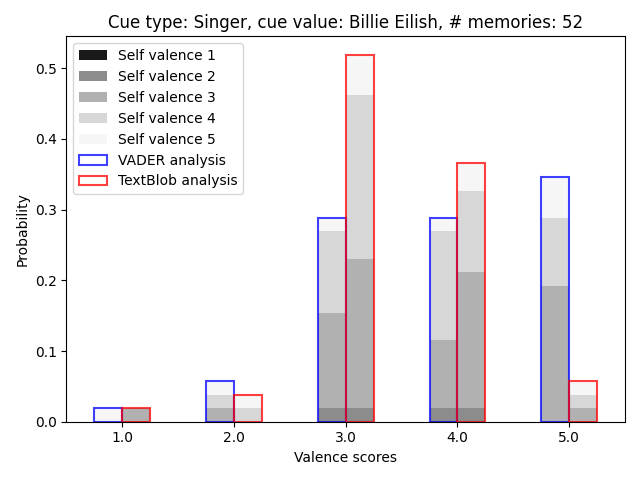 Cue type: Singer, cue value: Billie Eilish, # memories: 52
Self valence 1
Self valence 2
Self valence 3
Self valence 4
Self valence 5
VADER analysis
TextBlob analysis
Probability
0.5
0.4
0.3
0.2
0.1
0.0
1.0 2.0 3.0 4.0 5.0
Valence scores